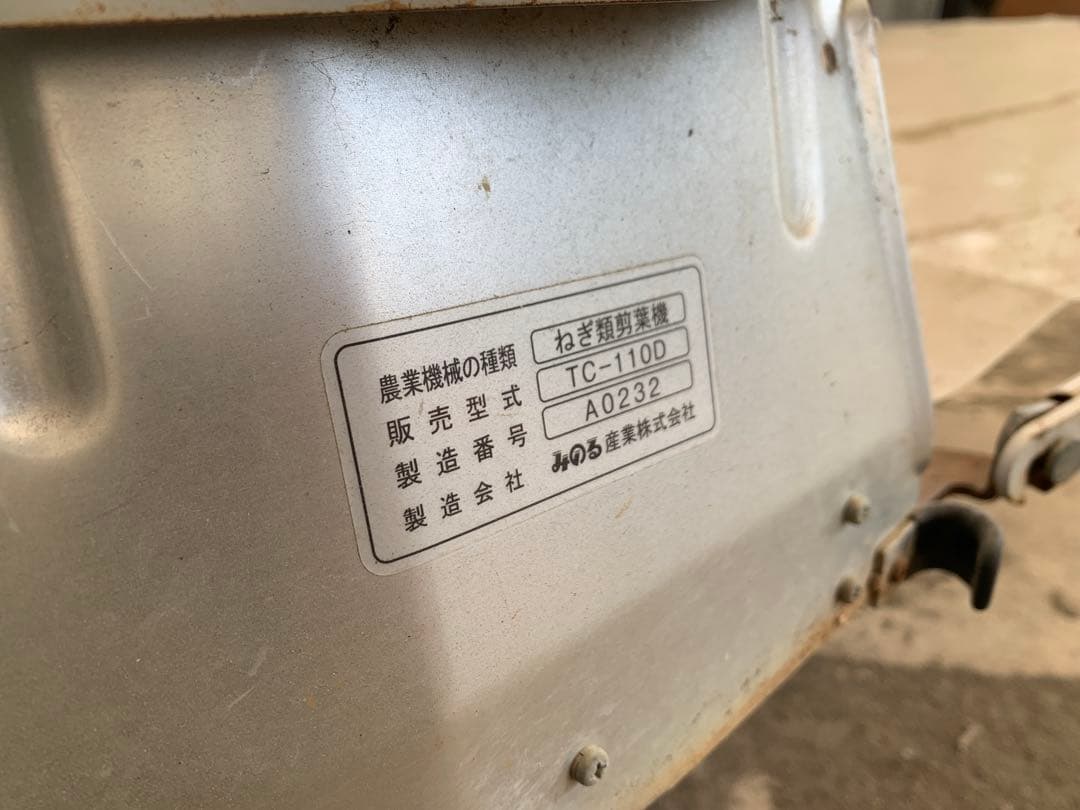 農業機械の種類 ねぎ類剪葉機
販売型式 TC-110D
製造番号 A0232
製造会社 みのる産業株式会社